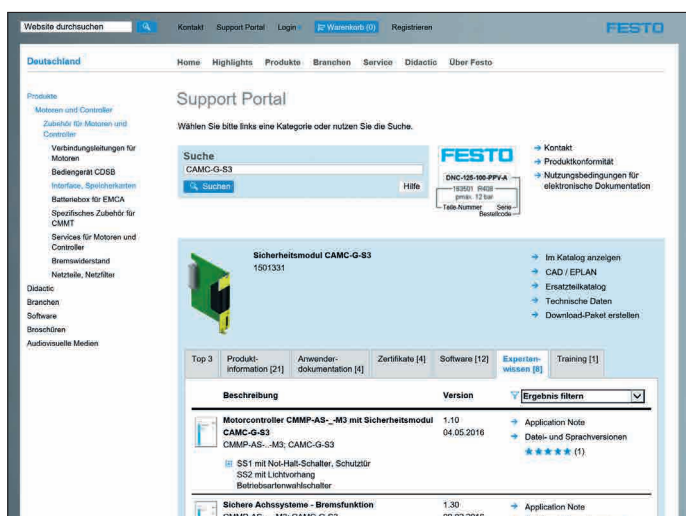 Website durchsuchen
Kontakt Support Portal Login Warenkorb (0) Registrieren
FESTO
Deutschland
Home Highlights Produkte Branchen Service Didactic Über Festo
Produkte
Motoren und Controller
Zubehör für Motoren und
Controller
Verbindungsleitungen für
Motoren
Bediengerät CDSB
Interface, Speicherkarten
Batteriebox für EMCA
Spezifisches Zubehör für
CMMT
Services für Motoren und
Controller
Bremswiderstand
Netzteile, Netzfilter
Didactic
Branchen
Software
Broschüren
Audiovisuelle Medien
Support Portal
Wählen Sie bitte links eine Kategorie oder nutzen Sie die Suche.
Suche
CAMC-G-S3
Suchen
Hilfe
FESTO
DNC-125-100-PPV-A
163501 R408
pmax. 12 bar
Teile-Nummer Serie
Bestellcode
Kontakt
Produktkonformität
Nutzungsbedingungen für
elektronische Dokumentation
Sicherheitsmodul CAMC-G-S3
1501331
Im Katalog anzeigen
CAD / EPLAN
Ersatzteilkatalog
Technische Daten
Download-Paket erstellen
Top 3
Produkt-
information [21]
Anwender-
dokumentation [4]
Zertifikate [4]
Software [12]
Experten-
wissen [8]
Training [1]
Beschreibung
Version
Ergebnis filtern
Motorcontroller CMMP-AS-_-M3 mit Sicherheitsmodul
CAMC-G-S3
CMMP-AS-..-M3; CAMC-G-S3
SS1 mit Not-Halt-Schalter, Schutztür
SS2 mit Lichtvorhang
Betriebsartenwahlschalter
1.10
04.05.2016
Application Note
Datei- und Sprachversionen
(1)
Sichere Achssysteme - Bremsfunktion
1.30
Application Note